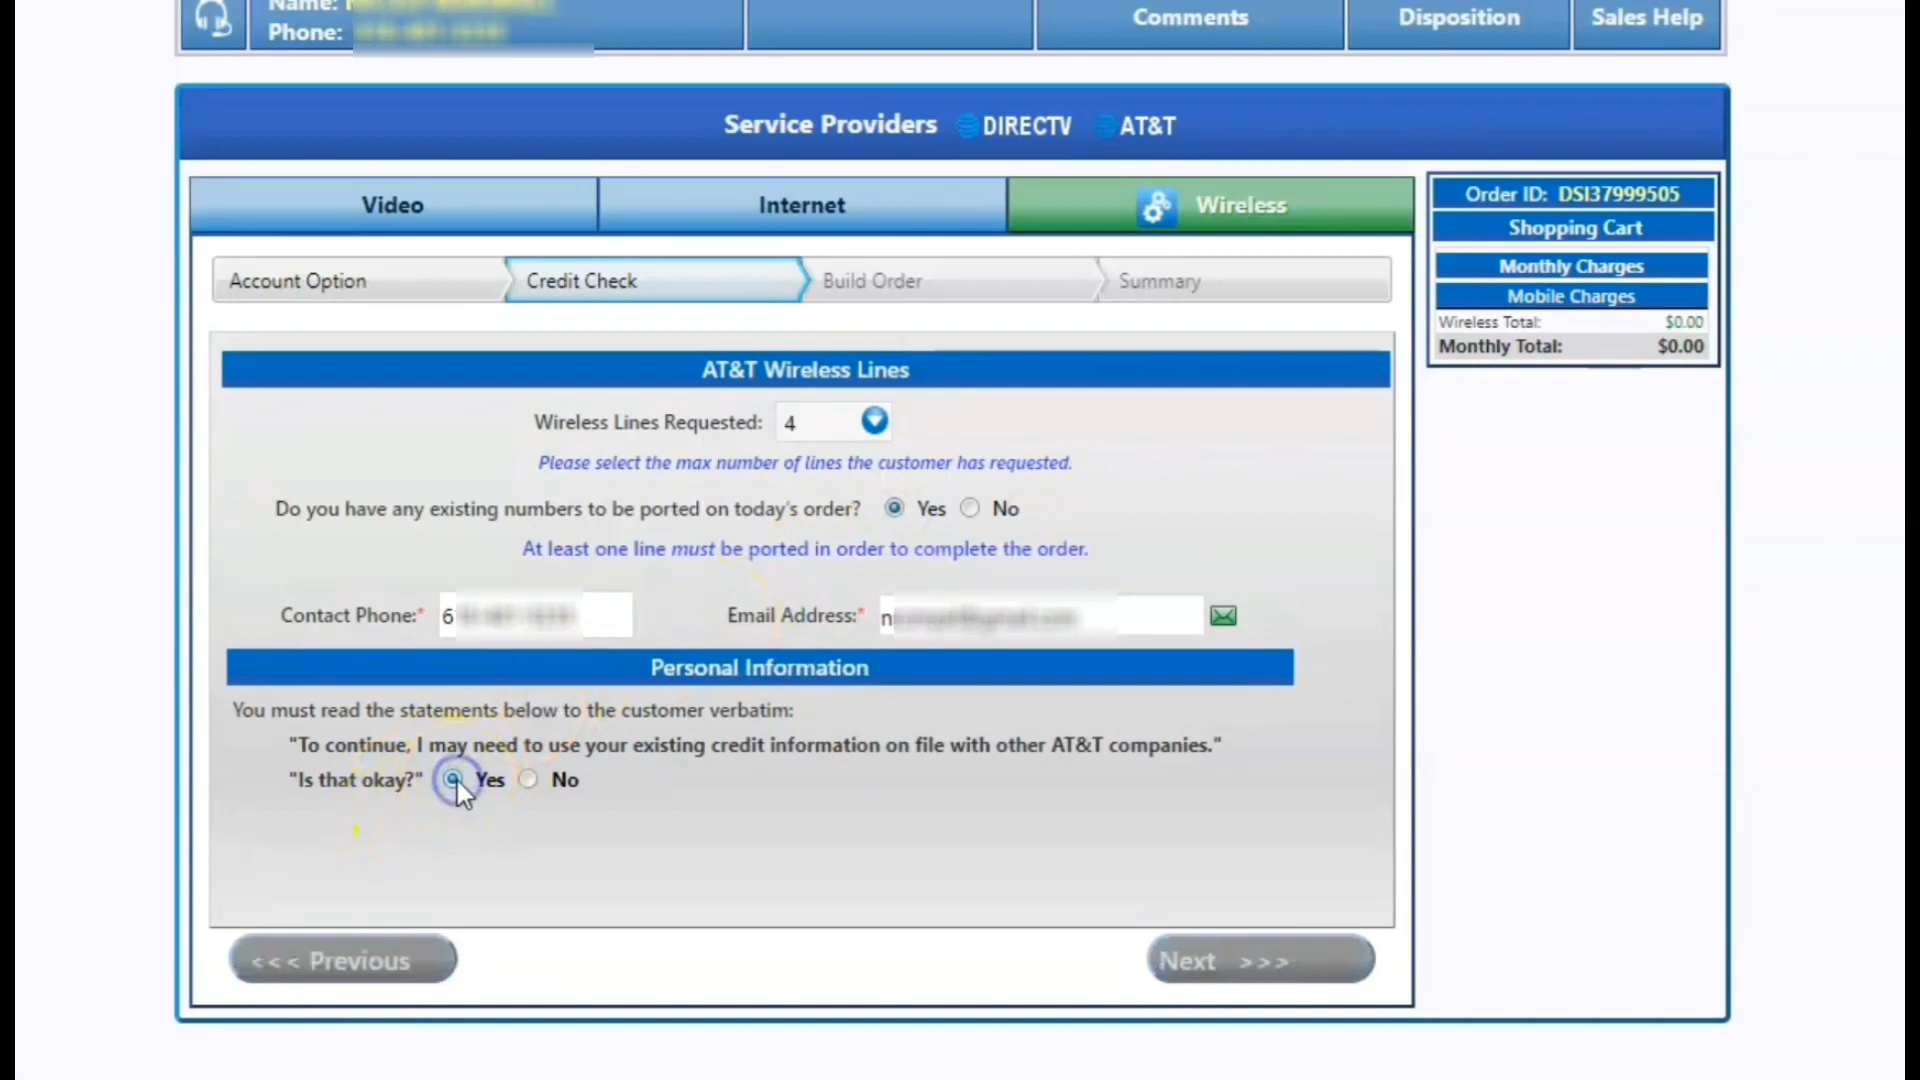 Name:
Phone:
Comments
Disposition
Sales Help
Service Providers DIRECTV AT&T
Video
Internet
Wireless
Order ID: DSI37999505
Shopping Cart
Monthly Charges
Mobile Charges
Wireless Total: $0.00
Monthly Total: $0.00
Account Option
Credit Check
Build Order
Summary
AT&T Wireless Lines
Wireless Lines Requested: 4
Please select the max number of lines the customer has requested.
Do you have any existing numbers to be ported on today's order? Yes No
At least one line must be ported in order to complete the order.
Contact Phone:* 6
Email Address:* n
Personal Information
You must read the statements below to the customer verbatim:
"To continue, I may need to use your existing credit information on file with other AT&T companies."
"Is that okay?" Yes No
<<< Previous
Next >>>